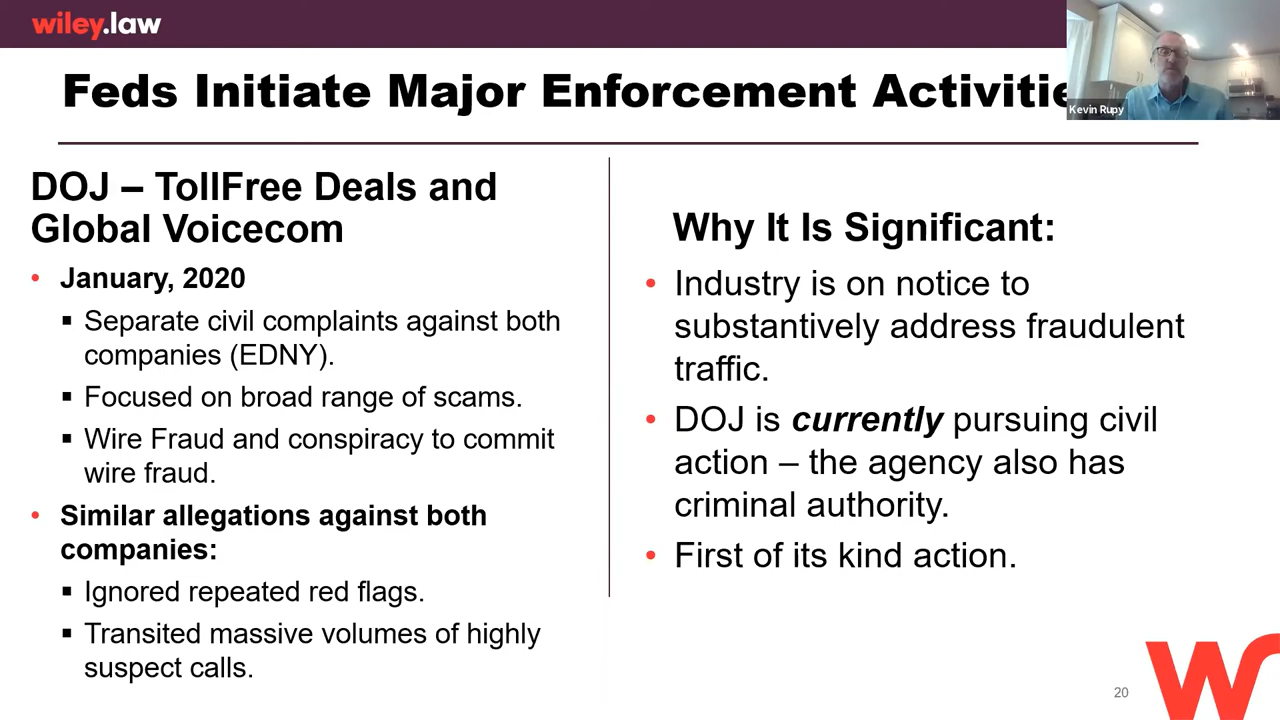 wiley.law
Feds Initiate Major Enforcement Activitie
Kevin Rupy
DOJ – TollFree Deals and
Global Voicecom
• January, 2020
▪ Separate civil complaints against both
companies (EDNY).
▪ Focused on broad range of scams.
▪ Wire Fraud and conspiracy to commit
wire fraud.
• Similar allegations against both
companies:
▪ Ignored repeated red flags.
▪ Transited massive volumes of highly
suspect calls.
Why It Is Significant:
• Industry is on notice to
substantively address fraudulent
traffic.
• DOJ is currently pursuing civil
action – the agency also has
criminal authority.
• First of its kind action.
20
W